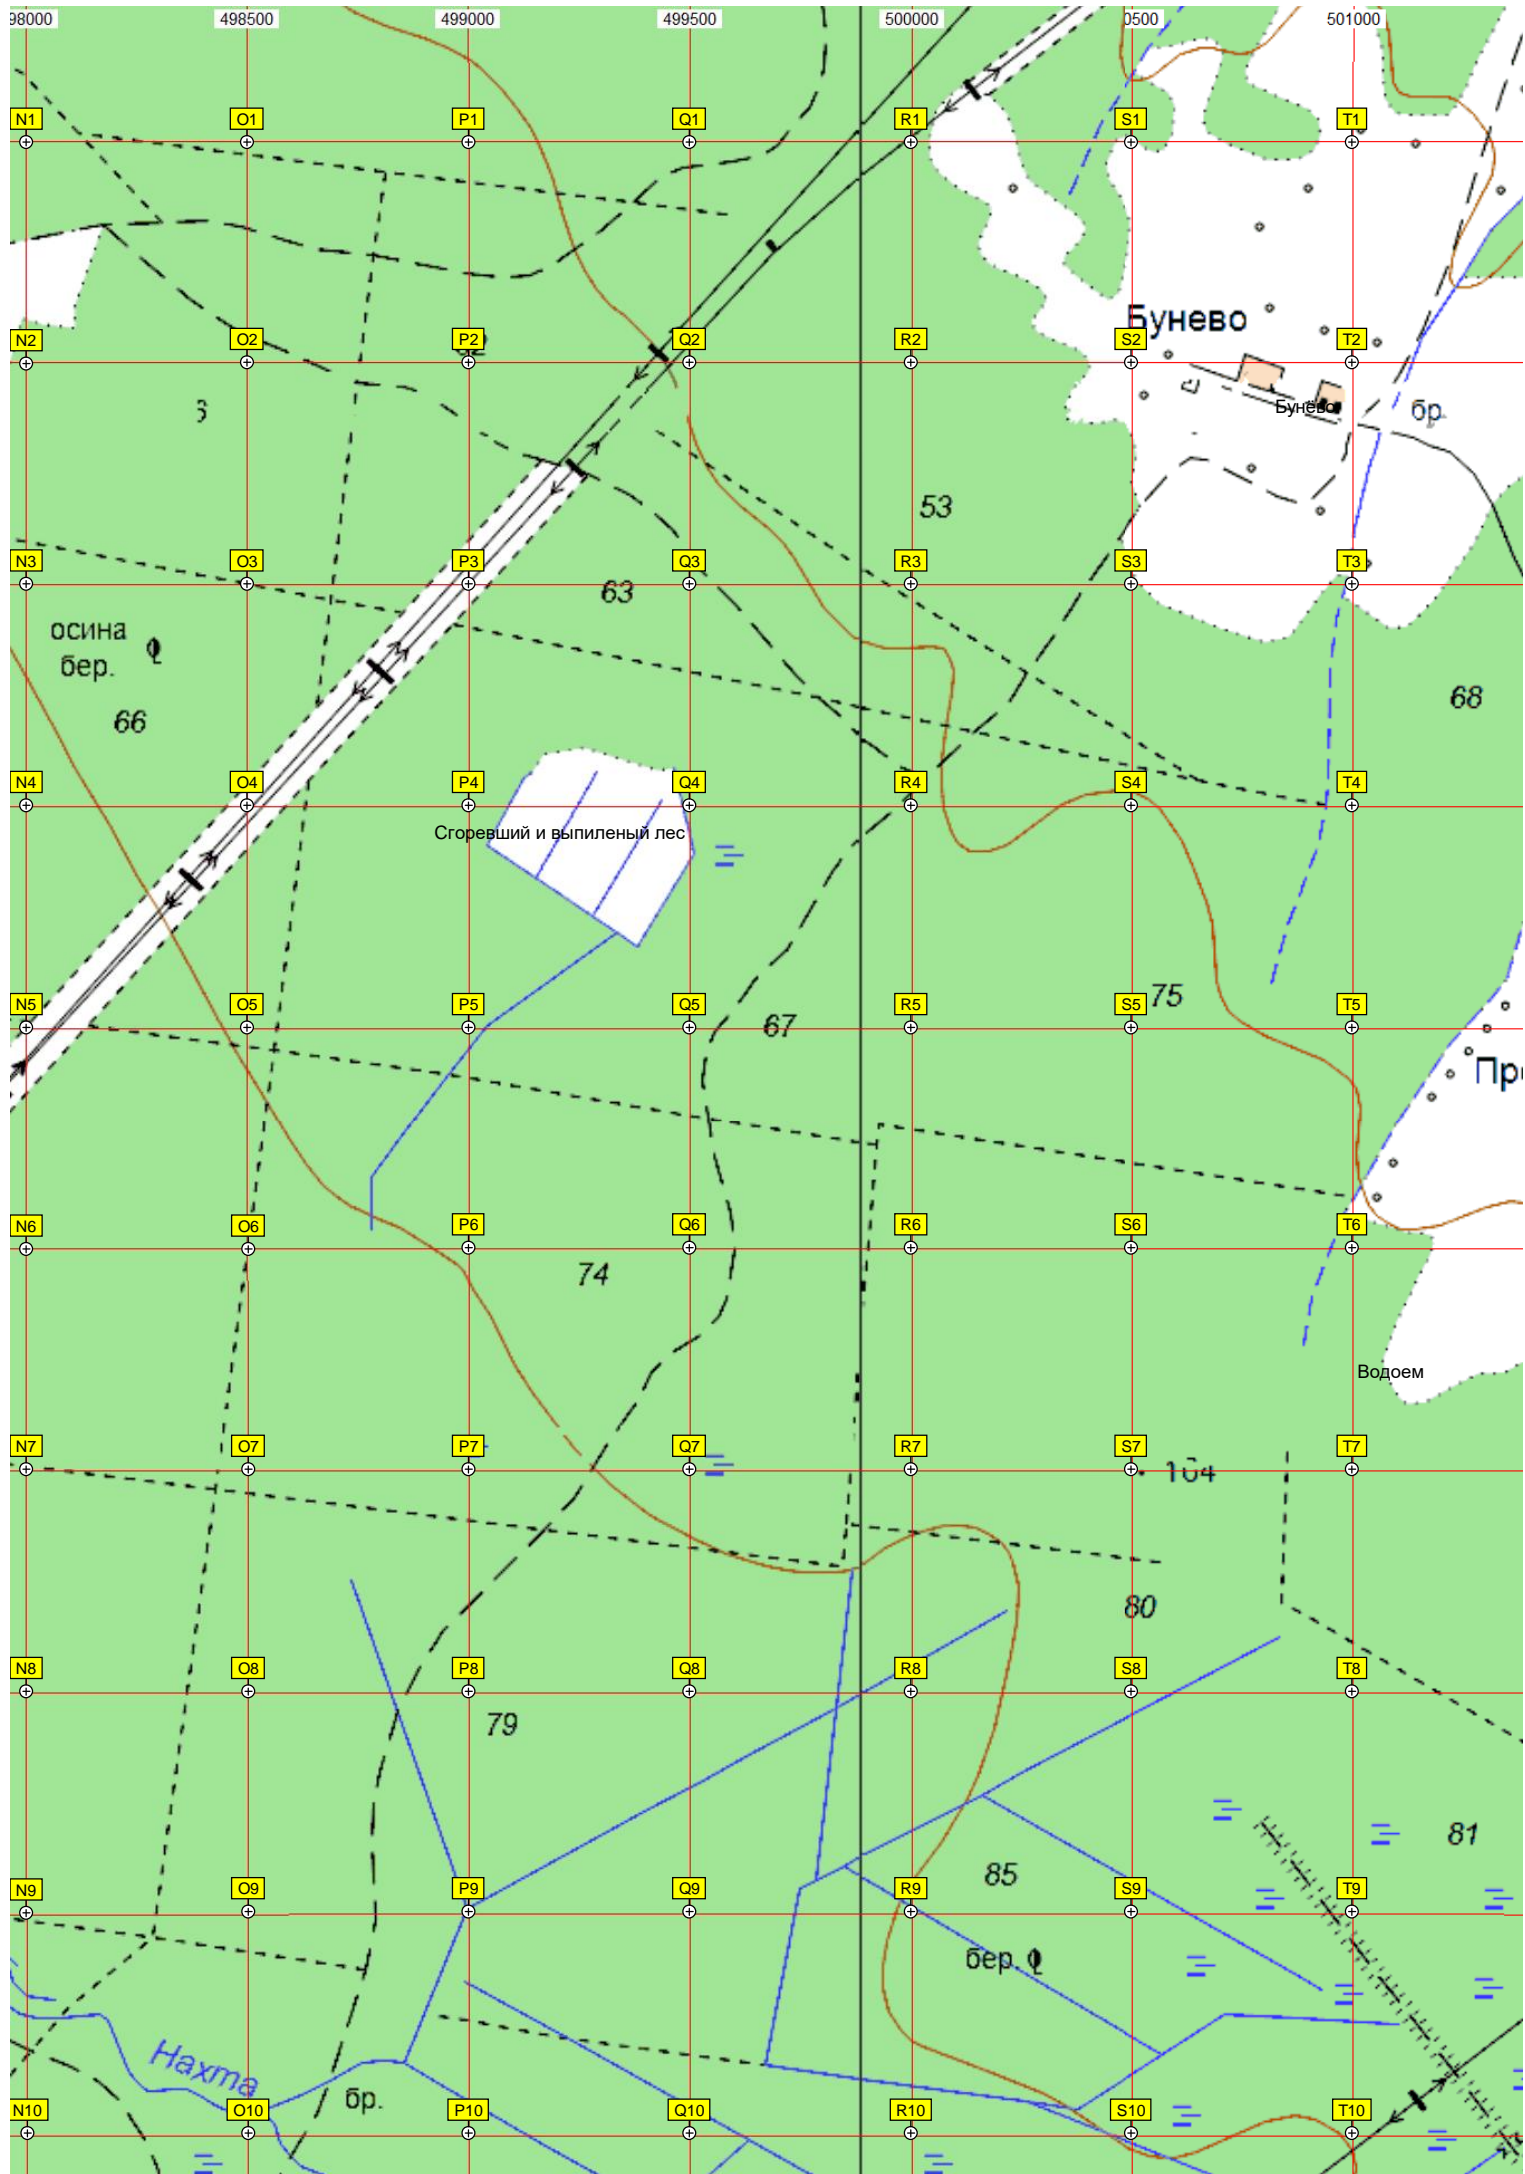 98000 498500 499000 499500 500000 0500 501000
N1 O1 P1 Q1 R1 S1 T1
Бунево
N2 O2 P2 Q2 R2 S2 T2
Бунёво
бр.
53
N3 O3 P3 Q3 R3 S3 T3
63
осина
бер.
66
68
N4 O4 P4 Q4 R4 S4 T4
Сгоревший и выпиленый лес
75
N5 O5 P5 Q5 R5 S5 T5
67
Пр
N6 O6 P6 Q6 R6 S6 T6
74
Водоем
N7 O7 P7 Q7 R7 S7 T7
164
80
N8 O8 P8 Q8 R8 S8 T8
79
81
85
N9 O9 P9 Q9 R9 S9 T9
бер.
Нахта
бр.
N10 O10 P10 Q10 R10 S10 T10